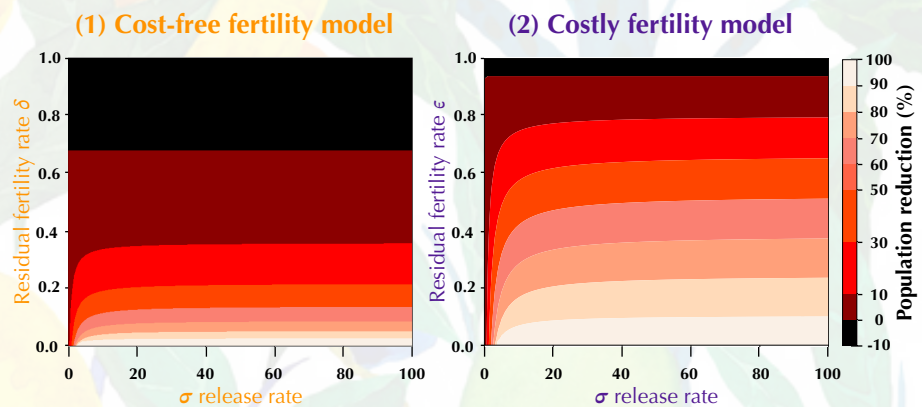 (1) Cost-free fertility model
(2) Costly fertility model
Residual fertility rate δ
1.0
0.8
0.6
0.4
0.2
0.0
0 20 40 60 80 100
σ release rate
Residual fertility rate ϵ
1.0
0.8
0.6
0.4
0.2
0.0
0 20 40 60 80 100
σ release rate
100
90
80
70
60
50
30
10
0
-10
Population reduction (%)